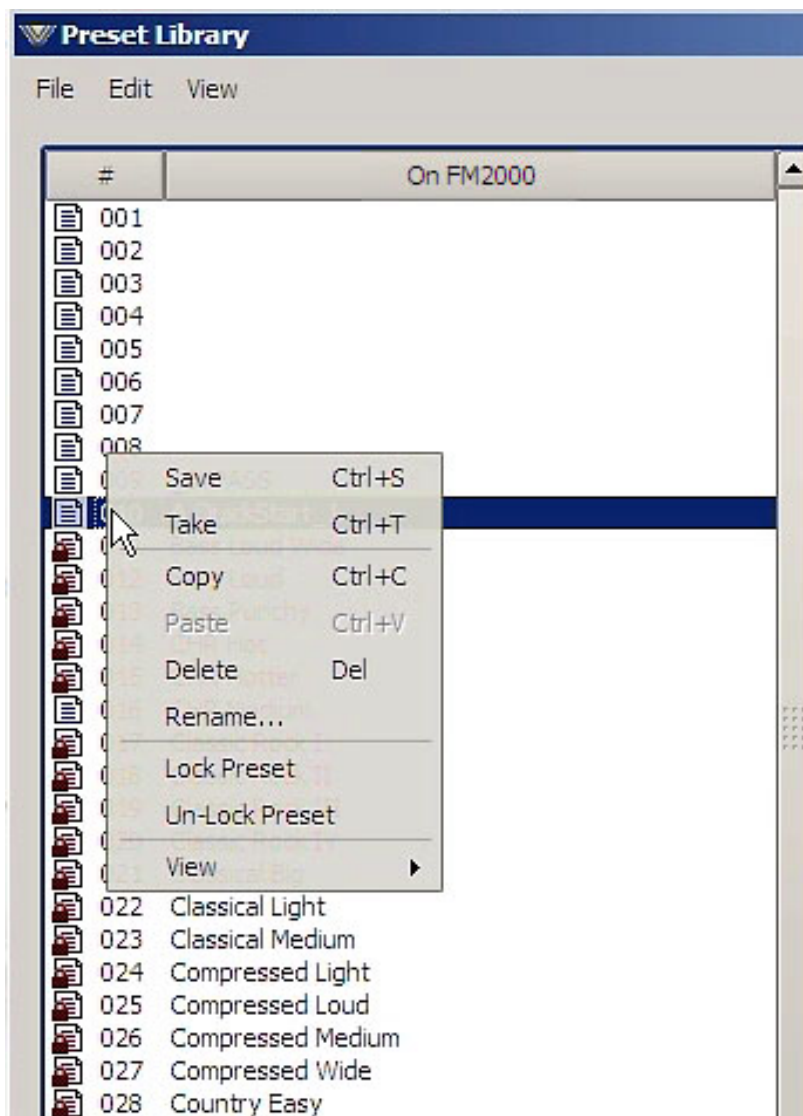 Preset Library
File Edit View
# On FM2000
001
002
003
004
005
006
007
008
009
Save Ctrl+S
Take Ctrl+T
Copy Ctrl+C
Paste Ctrl+V
Delete Del
Rename...
Lock Preset
Un-Lock Preset
View
022 Classical Light
023 Classical Medium
024 Compressed Light
025 Compressed Loud
026 Compressed Medium
027 Compressed Wide
028 Country Easy